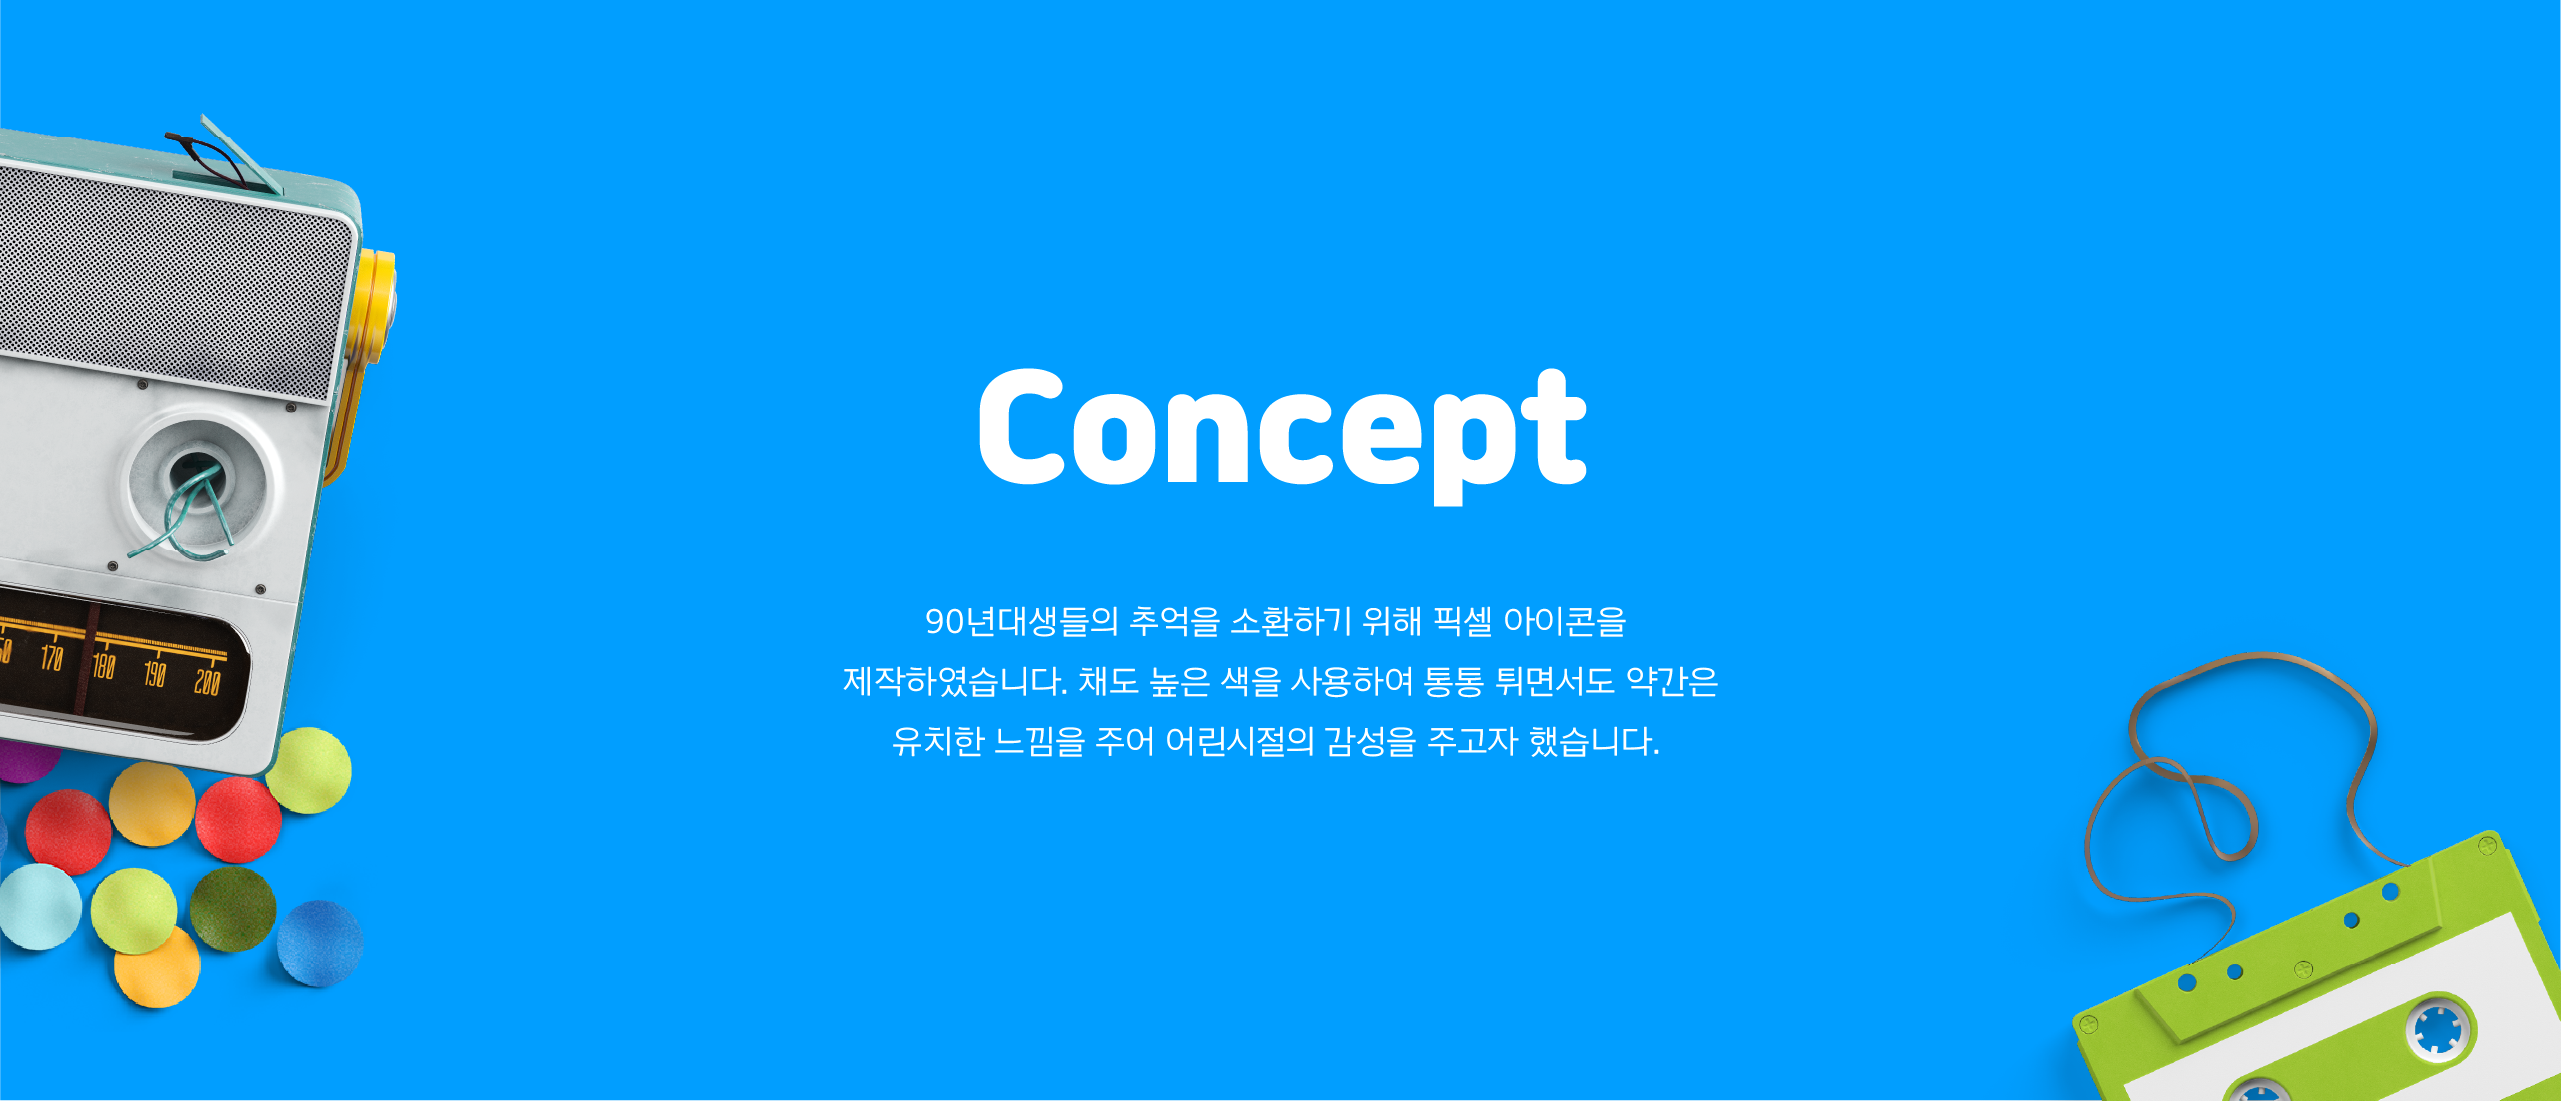 Concept
90년대생들의 추억을 소환하기 위해 픽셀 아이콘을
제작하였습니다. 채도 높은 색을 사용하여 통통 튀면서도 약간은
유치한 느낌을 주어 어린시절의 감성을 주고자 했습니다.
170 180 190 200